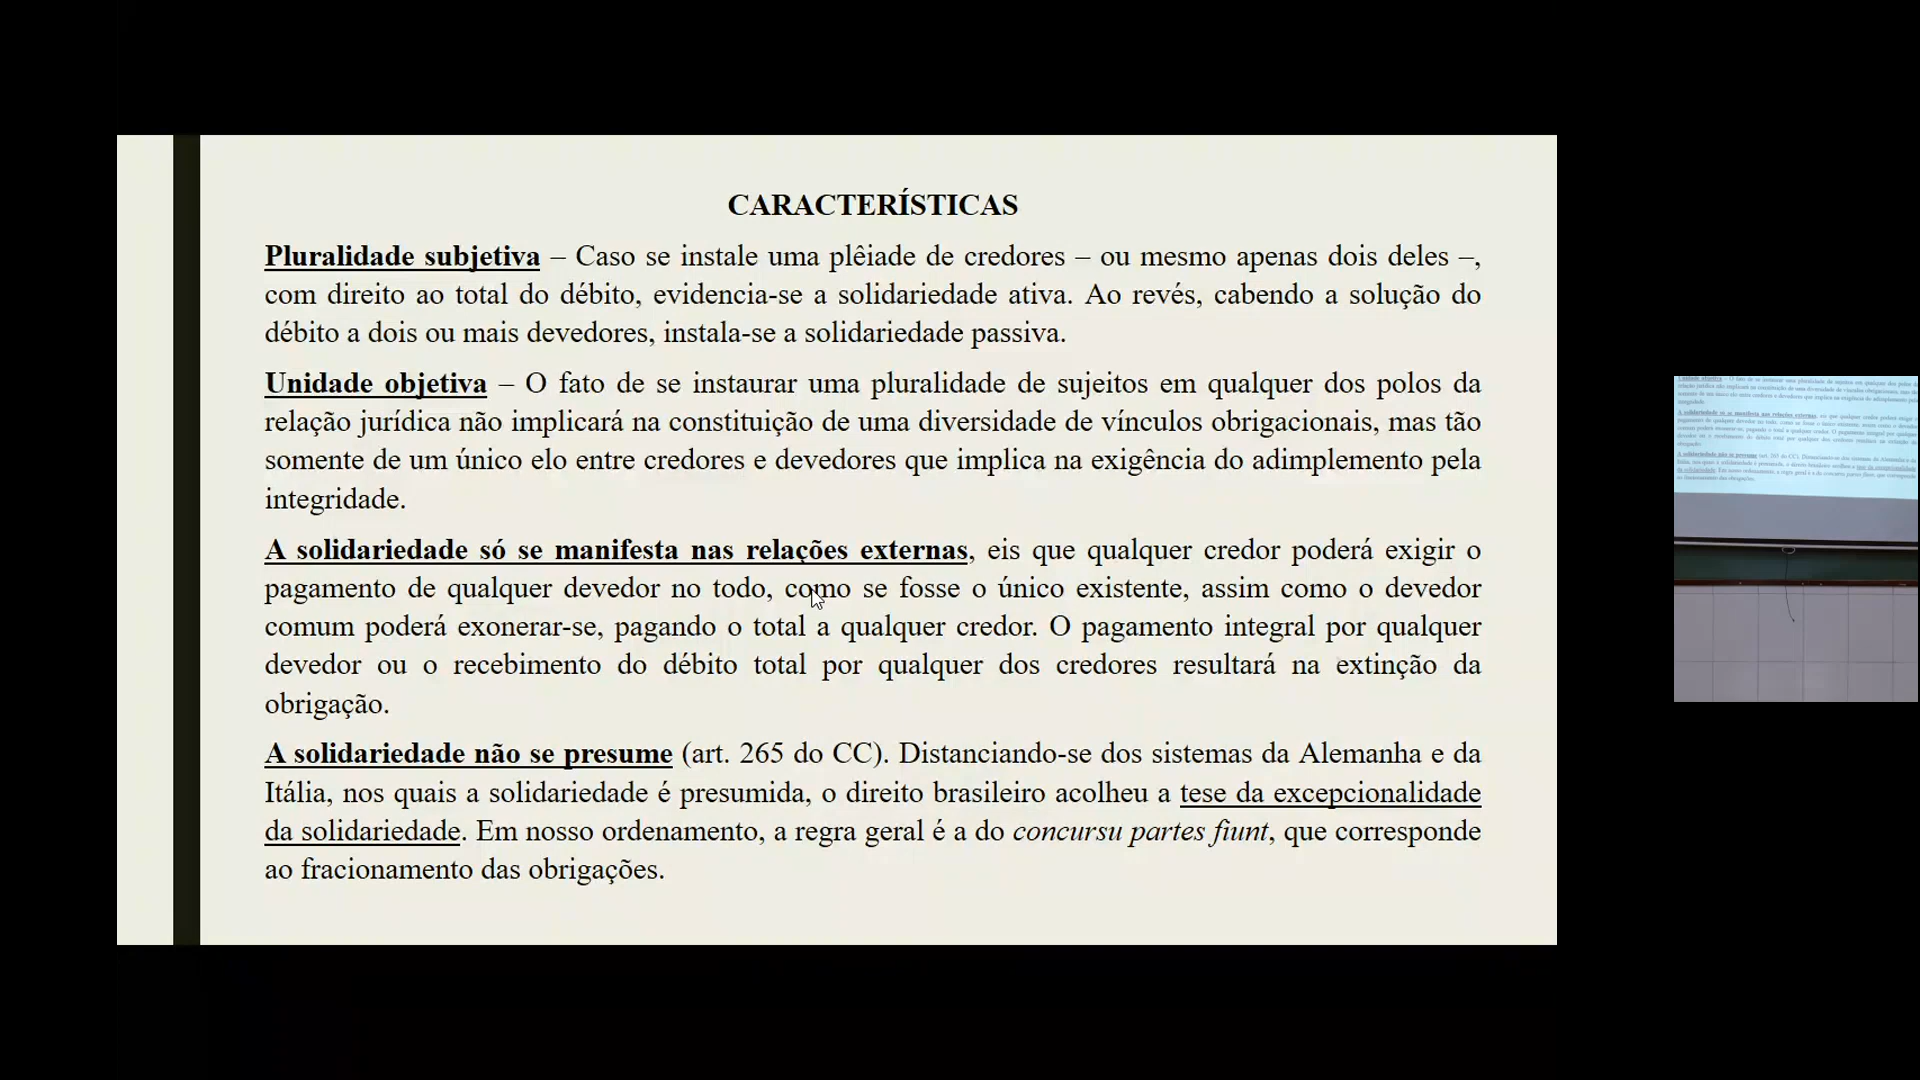 CARACTERÍSTICAS
Pluralidade subjetiva – Caso se instale uma plêiade de credores – ou mesmo apenas dois deles –,
com direito ao total do débito, evidencia-se a solidariedade ativa. Ao revés, cabendo a solução do
débito a dois ou mais devedores, instala-se a solidariedade passiva.
Unidade objetiva – O fato de se instaurar uma pluralidade de sujeitos em qualquer dos polos da
relação jurídica não implicará na constituição de uma diversidade de vínculos obrigacionais, mas tão
somente de um único elo entre credores e devedores que implica na exigência do adimplemento pela
integridade.
A solidariedade só se manifesta nas relações externas, eis que qualquer credor poderá exigir o
pagamento de qualquer devedor no todo, como se fosse o único existente, assim como o devedor
comum poderá exonerar-se, pagando o total a qualquer credor. O pagamento integral por qualquer
devedor ou o recebimento do débito total por qualquer dos credores resultará na extinção da
obrigação.
A solidariedade não se presume (art. 265 do CC). Distanciando-se dos sistemas da Alemanha e da
Itália, nos quais a solidariedade é presumida, o direito brasileiro acolheu a tese da excepcionalidade
da solidariedade. Em nosso ordenamento, a regra geral é a do concursu partes fiunt, que corresponde
ao fracionamento das obrigações.